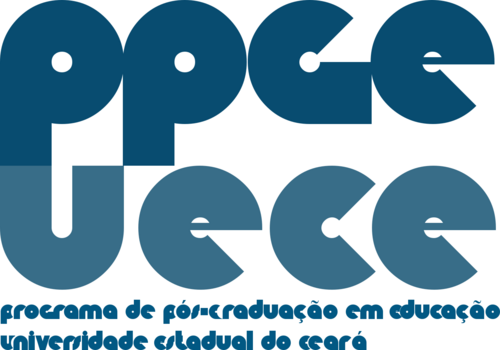 ppge
uece
programa de pós-graduação em educação
universidade estadual do ceará